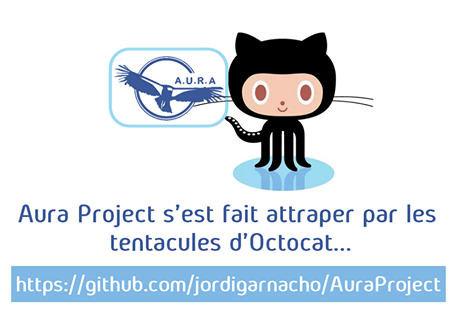 A.U.R.A
Aura Project s’est fait attraper par les
tentacules d’Octocat...
https://github.com/jordigarnacho/AuraProject